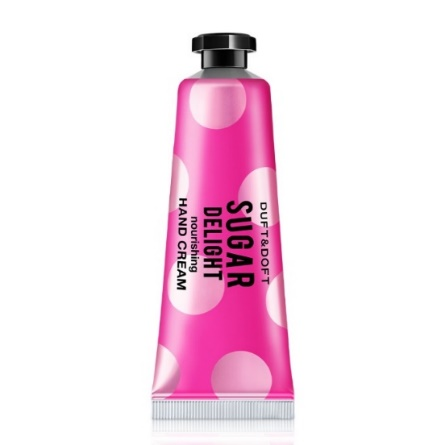 DUFT&DOFT
SUGAR
DELIGHT
nourishing
HAND CREAM